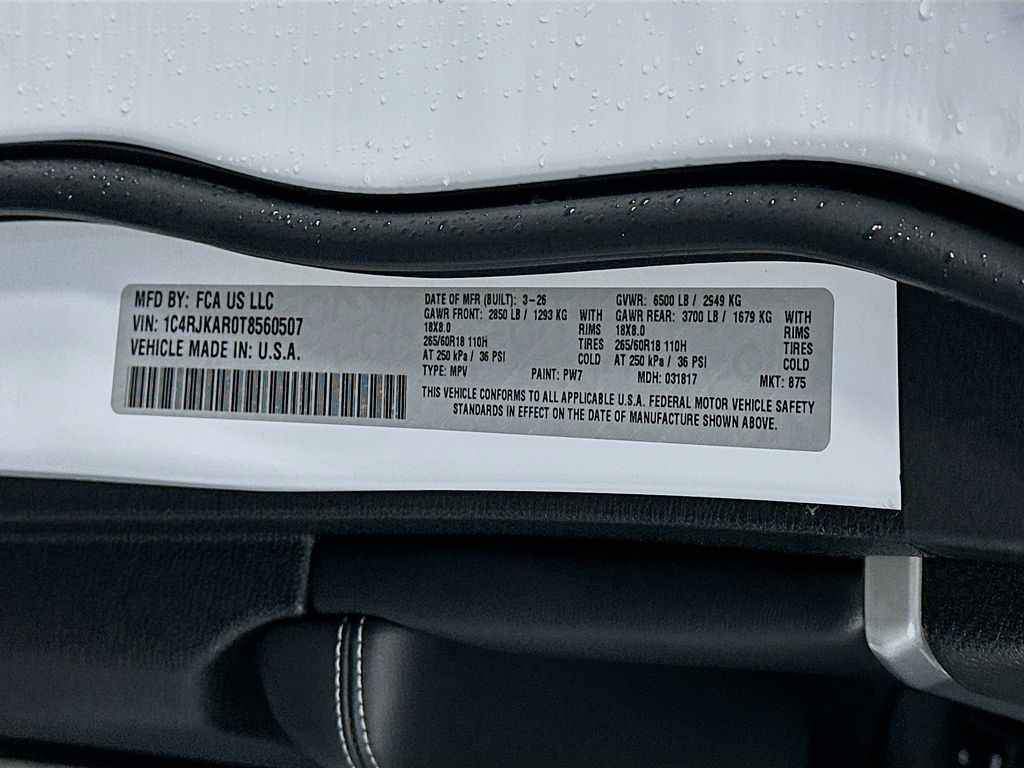 MFD BY: FCA US LLC
VIN: 1C4RJKAR0T8560507
VEHICLE MADE IN: U.S.A.
DATE OF MFR (BUILT): 3-26
GAWR FRONT: 2850 LB / 1293 KG WITH
18X8.0 RIMS
265/60R18 110H TIRES
AT 250 kPa / 36 PSI COLD
GVWR: 6500 LB / 2949 KG
GAWR REAR: 3700 LB / 1679 KG WITH
18X8.0 RIMS
265/60R18 110H TIRES
AT 250 kPa / 36 PSI COLD
TYPE: MPV PAINT: PW7 MDH: 031817 MKT: 875
THIS VEHICLE CONFORMS TO ALL APPLICABLE U.S.A. FEDERAL MOTOR VEHICLE SAFETY
STANDARDS IN EFFECT ON THE DATE OF MANUFACTURE SHOWN ABOVE.